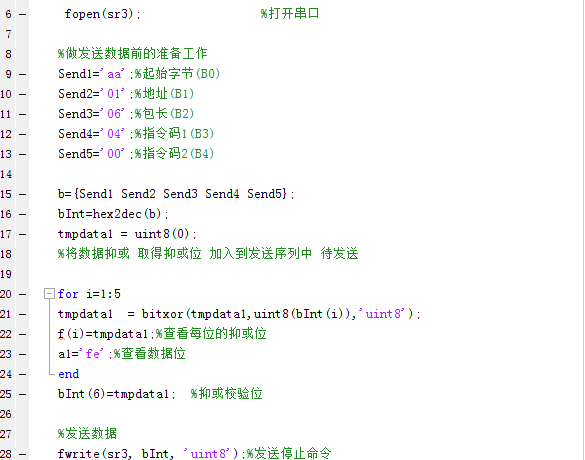 6 — fopen(sr3); %打开串口
7
8 — %做发送数据前的准备工作
9 — Send1='aa';%起始字节(B0)
10 — Send2='01';%地址(B1)
11 — Send3='06';%包长(B2)
12 — Send4='04';%指令码1(B3)
13 — Send5='00';%指令码2(B4)
14
15 — b={Send1 Send2 Send3 Send4 Send5};
16 — bInt=hex2dec(b);
17 — tmpdata1 = uint8(0);
18 — %将数据抑或 取得抑或位 加入到发送序列中 待发送
19
20 — for i=1:5
21 — tmpdata1 = bitxor(tmpdata1,uint8(bInt(i)),'uint8');
22 — f(i)=tmpdata1;%查看每位的抑或位
23 — a1='fe';%查看数据位
24 — end
25 — bInt(6)=tmpdata1; %抑或校验位
26
27 %发送数据
28 — fwrite(sr3, bInt, 'uint8');%发送停止命令